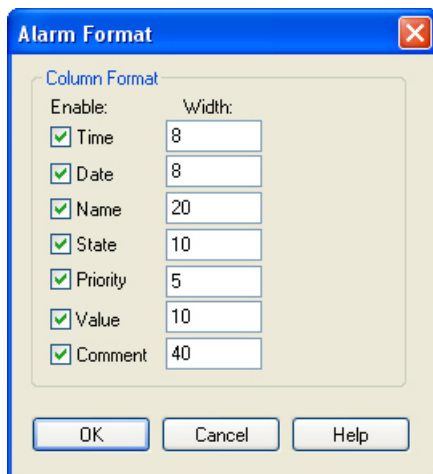 Alarm Format
Column Format
Enable: Width:
Time 8
Date 8
Name 20
State 10
Priority 5
Value 10
Comment 40
OK Cancel Help